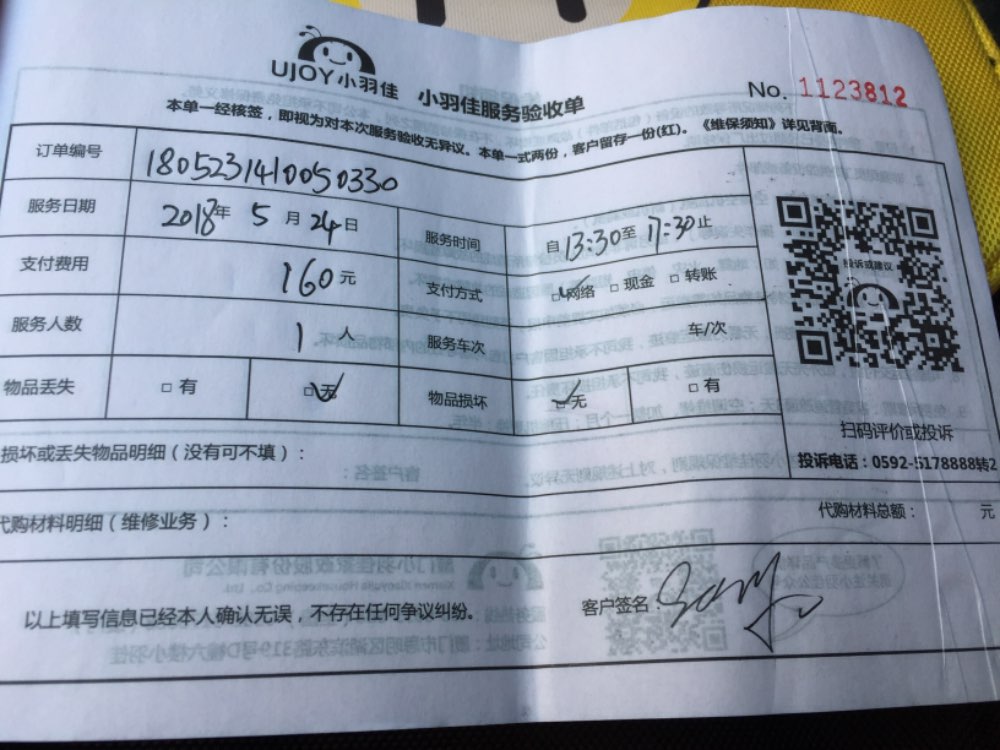 UJOY小羽佳 小羽佳服务验收单 No. 1123812
本单一经核签，即视为对本次服务验收无异议。本单一式两份，客户留存一份(红)。《维保须知》详见背面。
订单编号 1805231410050330
服务日期 2018年 5 月 24日 服务时间 自 13:30至 17:30止
支付费用 160 元 支付方式 □网络 □ 现金 □ 转账
投诉或建议
服务人数 1 人 服务车次 车/次
物品丢失 □ 有 □无 物品损坏 □无 □ 有
扫码评价或投诉
损坏或丢失物品明细（没有可不填）：
投诉电话：0592-5178888转2
代购材料明细（维修业务）： 代购材料总额： 元
以上填写信息已经本人确认无误，不存在任何争议纠纷。 客户签名：